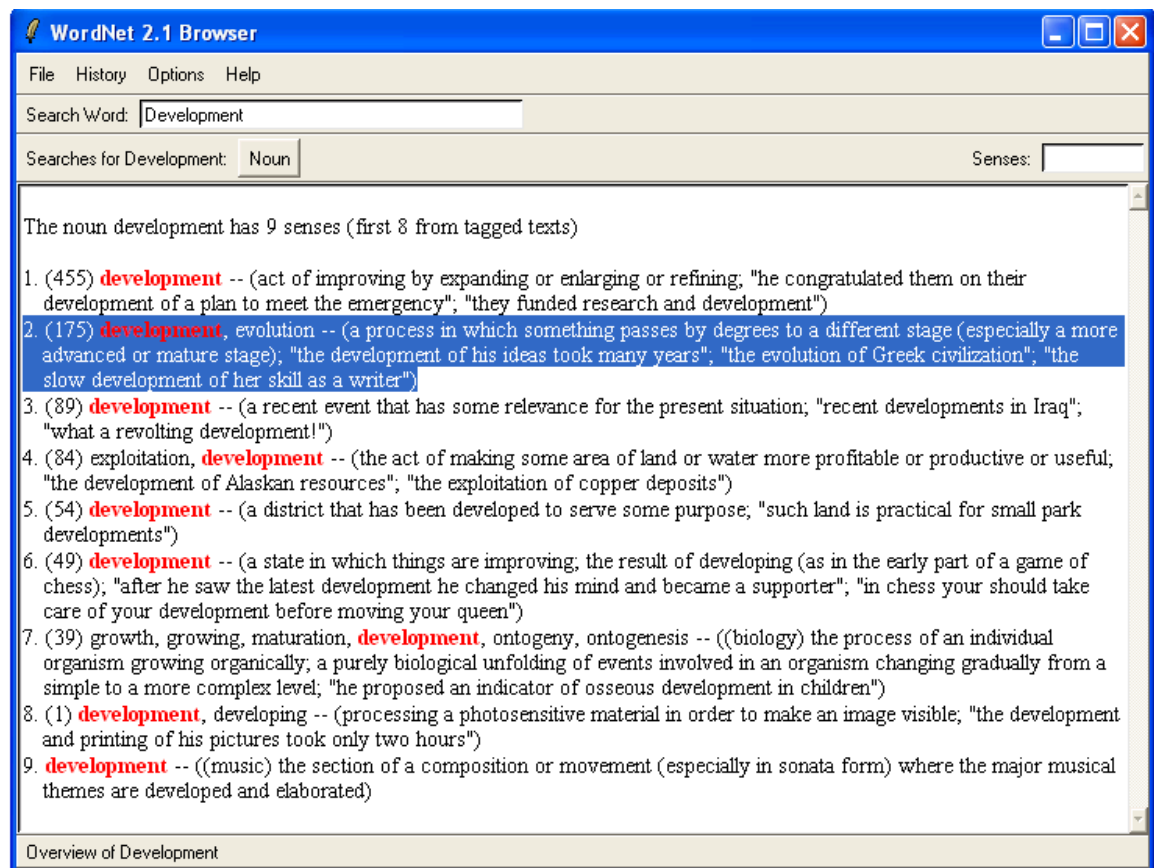 WordNet 2.1 Browser
File History Options Help
Search Word: Development
Searches for Development: Noun Senses:
The noun development has 9 senses (first 8 from tagged texts)
1. (455) development -- (act of improving by expanding or enlarging or refining; "he congratulated them on their
development of a plan to meet the emergency"; "they funded research and development")
2. (175) development, evolution -- (a process in which something passes by degrees to a different stage (especially a more
advanced or mature stage); "the development of his ideas took many years"; "the evolution of Greek civilization"; "the
slow development of her skill as a writer")
3. (89) development -- (a recent event that has some relevance for the present situation; "recent developments in Iraq";
"what a revolting development!")
4. (84) exploitation, development -- (the act of making some area of land or water more profitable or productive or useful;
"the development of Alaskan resources"; "the exploitation of copper deposits")
5. (54) development -- (a district that has been developed to serve some purpose; "such land is practical for small park
developments")
6. (49) development -- (a state in which things are improving; the result of developing (as in the early part of a game of
chess); "after he saw the latest development he changed his mind and became a supporter"; "in chess your should take
care of your development before moving your queen")
7. (39) growth, growing, maturation, development, ontogeny, ontogenesis -- ((biology) the process of an individual
organism growing organically; a purely biological unfolding of events involved in an organism changing gradually from a
simple to a more complex level; "he proposed an indicator of osseous development in children")
8. (1) development, developing -- (processing a photosensitive material in order to make an image visible; "the development
and printing of his pictures took only two hours")
9. development -- ((music) the section of a composition or movement (especially in sonata form) where the major musical
themes are developed and elaborated)
Overview of Development